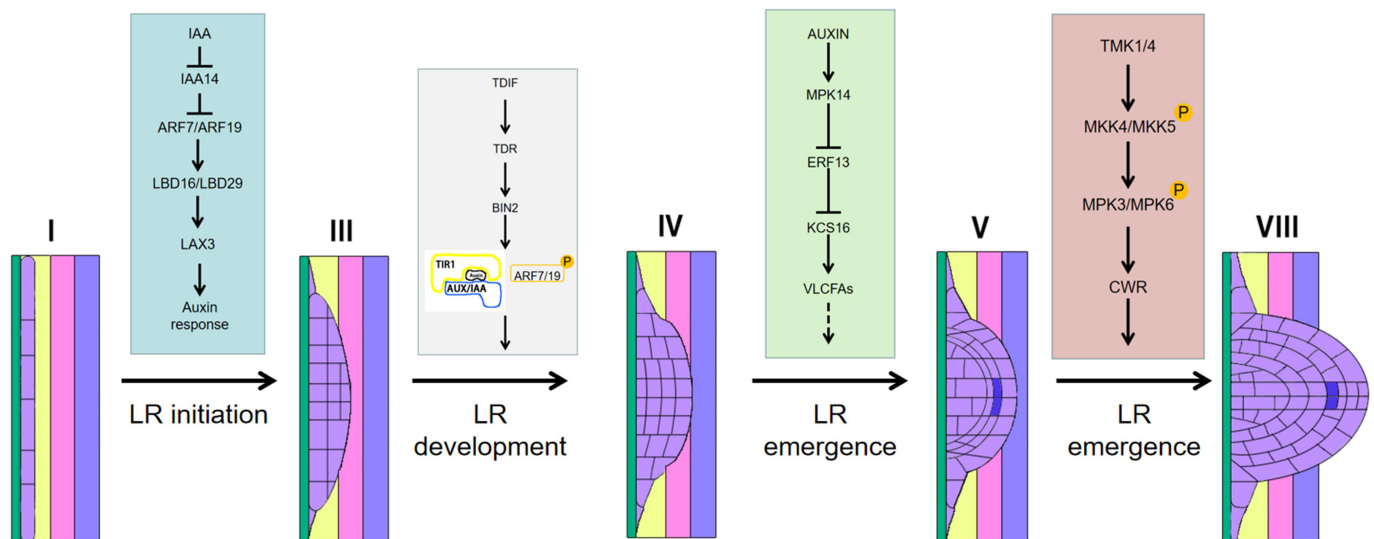 I
IAA
IAA14
ARF7/ARF19
LBD16/LBD29
LAX3
Auxin
response
LR initiation
III
TDIF
TDR
BIN2
TIR1
Auxin
AUX/IAA
ARF7/19
P
LR
development
IV
AUXIN
MPK14
ERF13
KCS16
VLCFAs
LR
emergence
V
TMK1/4
MKK4/MKK5
P
MPK3/MPK6
P
CWR
LR
emergence
VIII